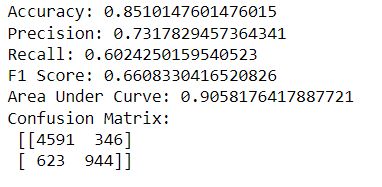 Accuracy: 0.8510147601476015
Precision: 0.7317829457364341
Recall: 0.6024250159540523
F1 Score: 0.6608330416520826
Area Under Curve: 0.9058176417887721
Confusion Matrix:
[[4591 346]
[ 623 944]]